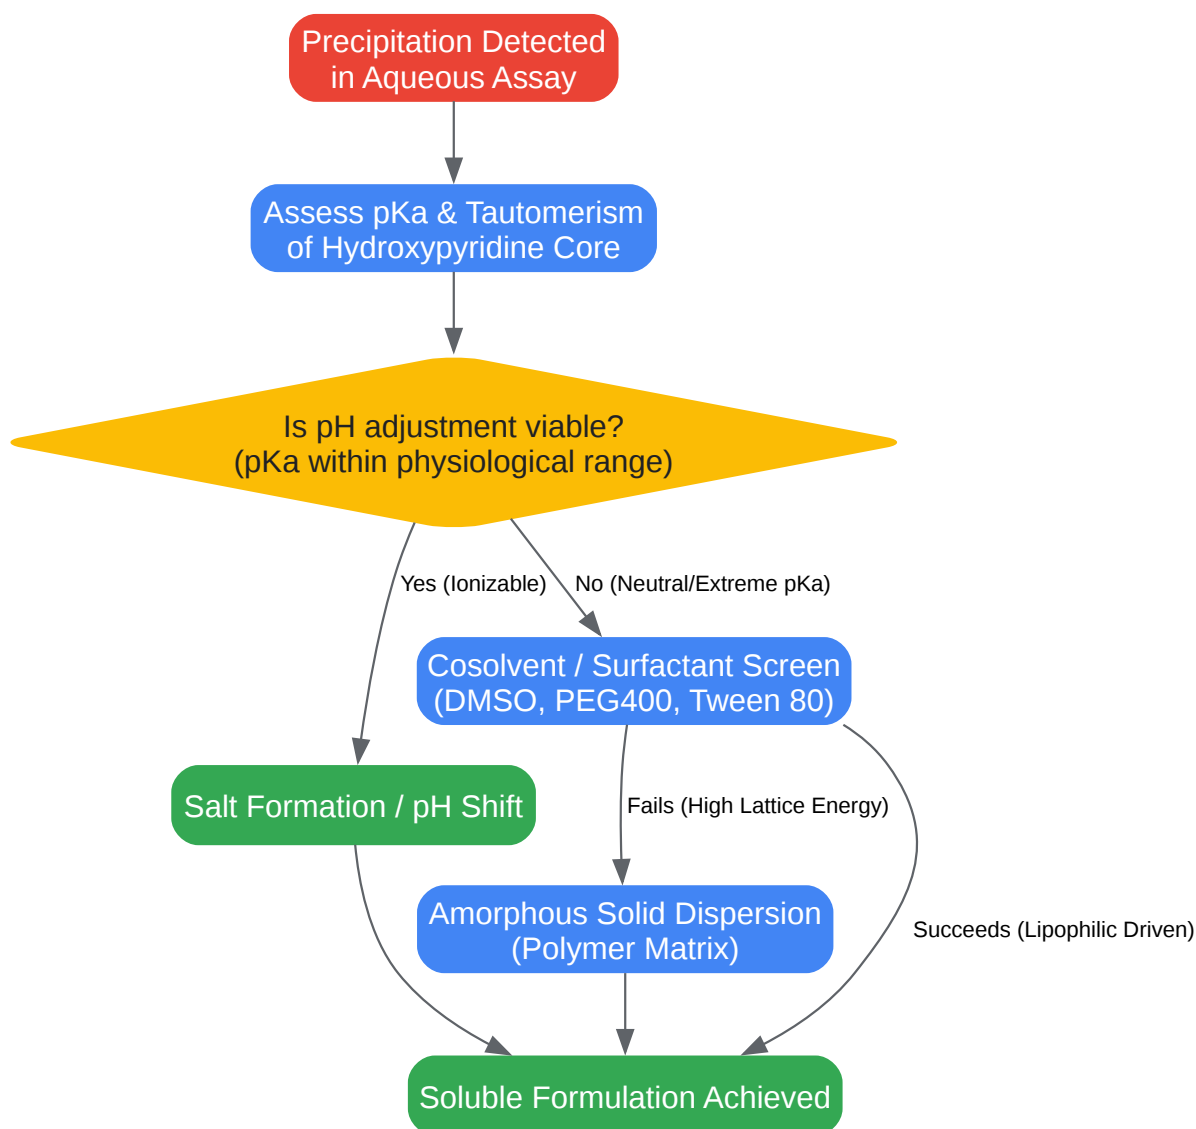 Precipitation Detected
in Aqueous Assay
Assess pKa & Tautomerism
of Hydroxypyridine Core
Is pH adjustment viable?
(pKa within physiological range)
Yes (Ionizable)
No (Neutral/Extreme pKa)
Cosolvent / Surfactant Screen
(DMSO, PEG400, Tween 80)
Salt Formation / pH Shift
Fails (High Lattice Energy)
Amorphous Solid Dispersion
(Polymer Matrix)
Succeeds (Lipophilic Driven)
Soluble Formulation Achieved